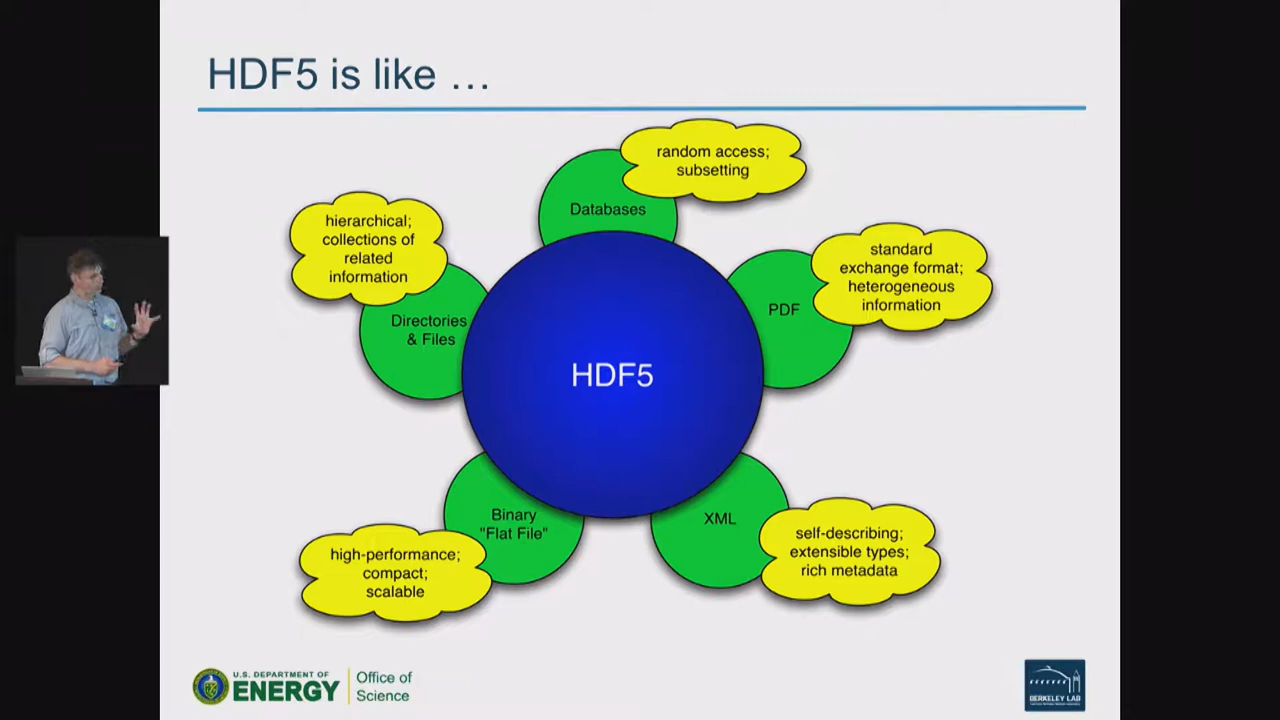 HDF5 is like …
random access;
subsetting
Databases
hierarchical;
collections of
related
information
Directories
& Files
standard
exchange format;
heterogeneous
information
PDF
HDF5
Binary
"Flat File"
high-performance;
compact;
scalable
XML
self-describing;
extensible types;
rich metadata
U.S. DEPARTMENT OF
ENERGY
Office of
Science
BERKELEY LAB